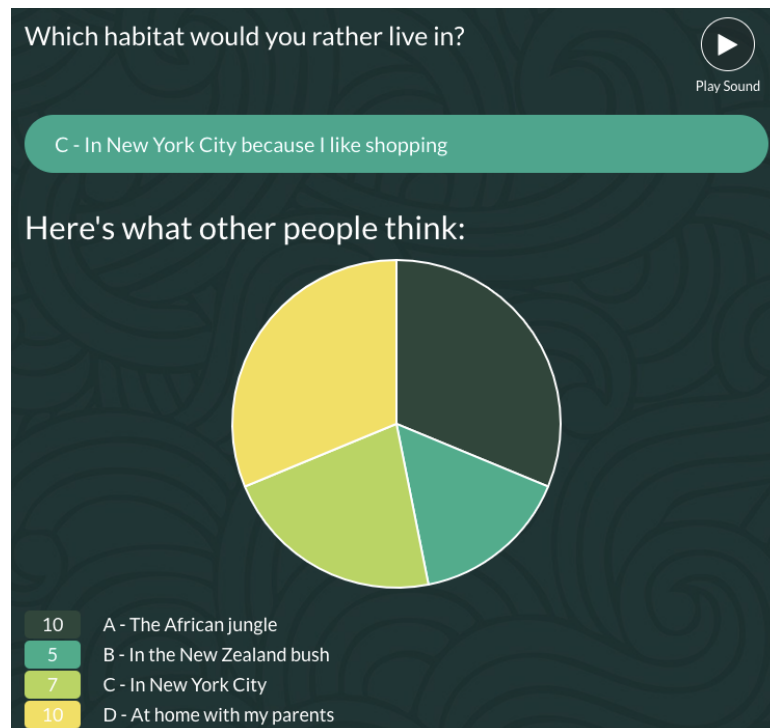 Which habitat would you rather live in?
Play Sound
C - In New York City because I like shopping
Here's what other people think:
10 A - The African jungle
5 B - In the New Zealand bush
7 C - In New York City
10 D - At home with my parents